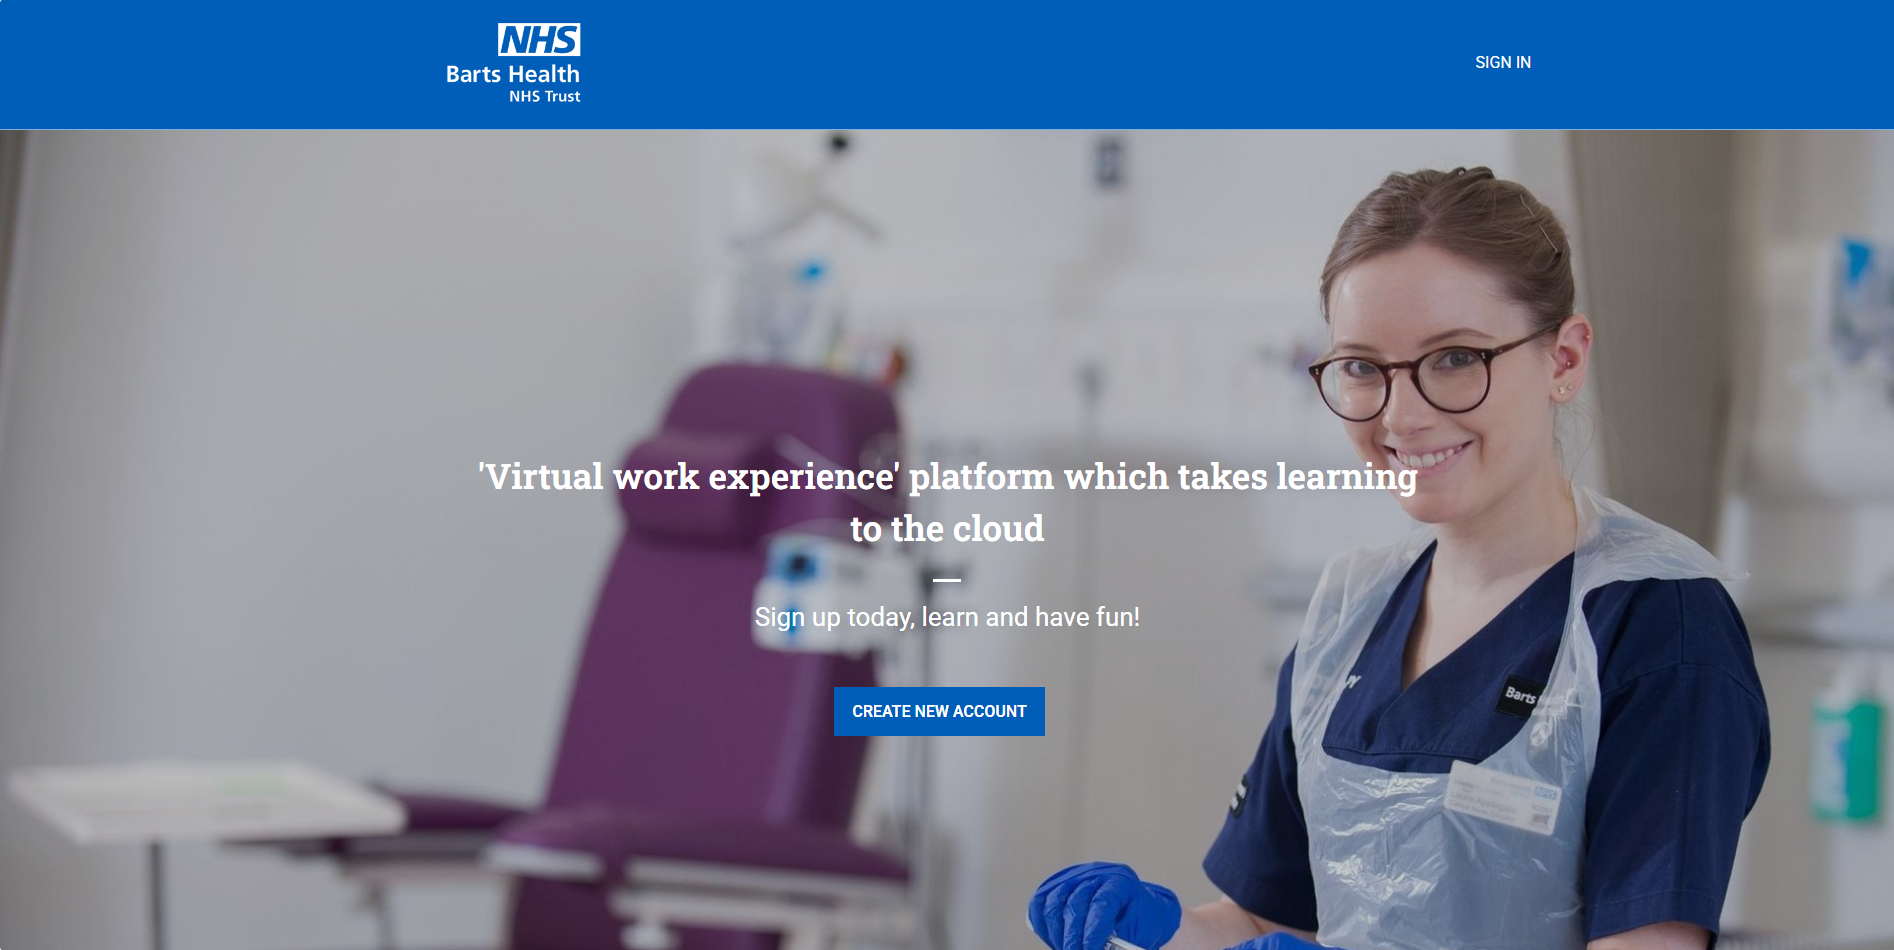 NHS
Barts Health
NHS Trust
SIGN IN
'Virtual work experience' platform which takes learning
to the cloud
Sign up today, learn and have fun!
CREATE NEW ACCOUNT
Barts
NHS